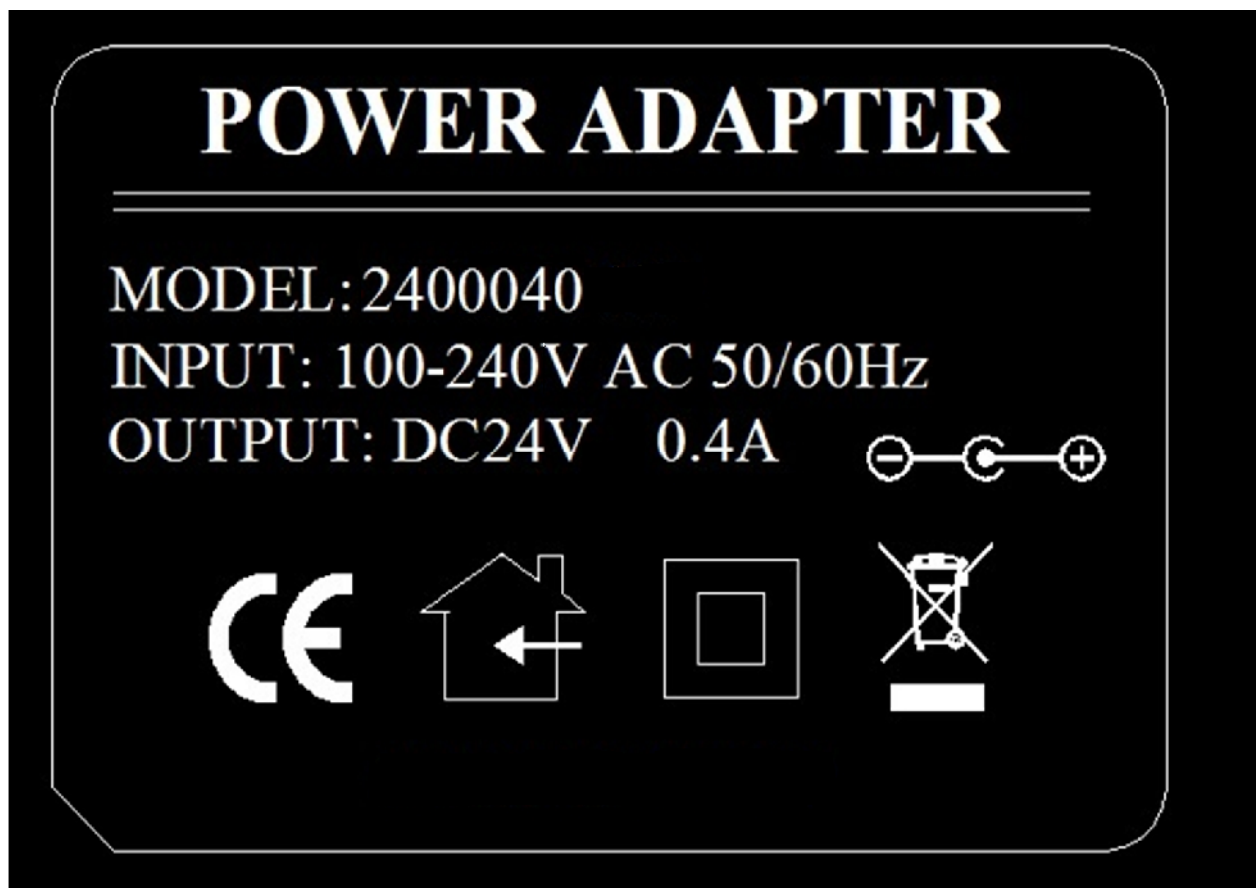 POWER ADAPTER
MODEL: 2400040
INPUT: 100-240V AC 50/60Hz
OUTPUT: DC24V 0.4A
CE